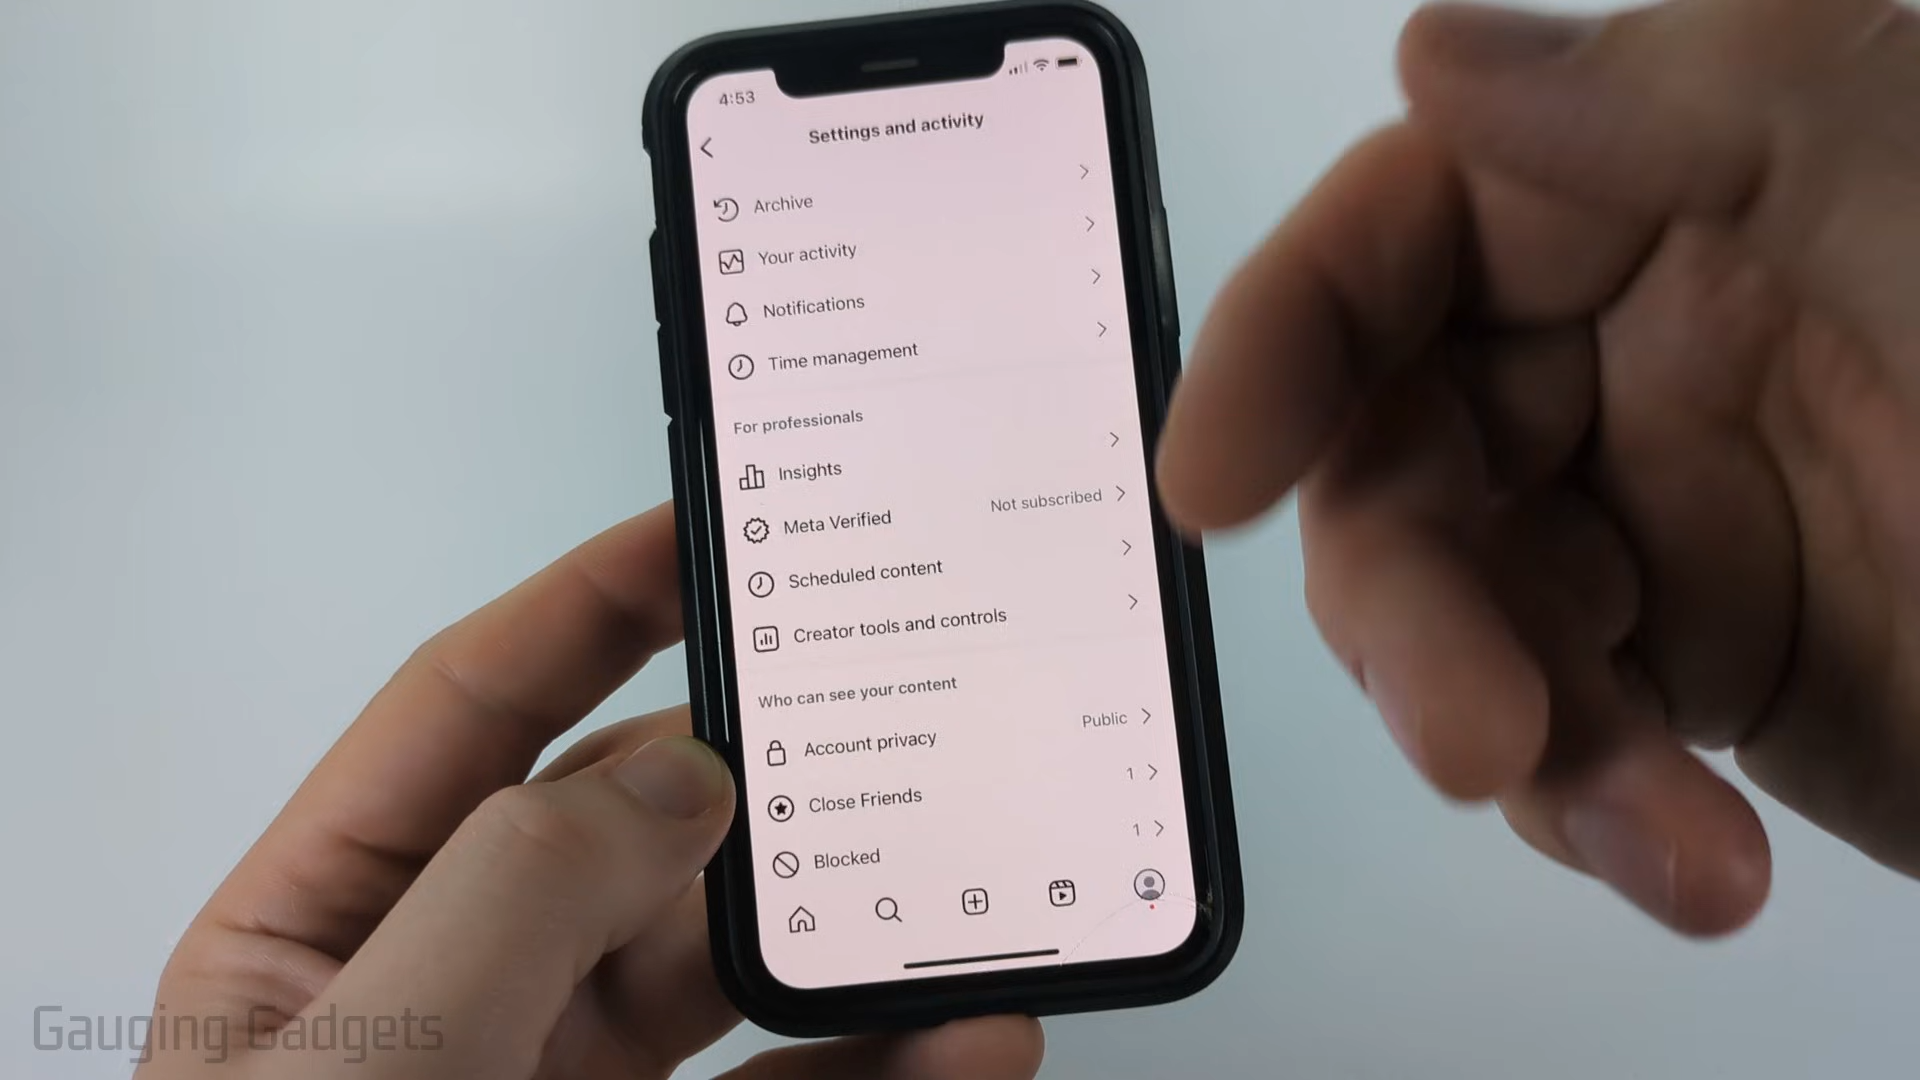 4:53
Settings and activity
Archive
Your activity
Notifications
Time management
For professionals
Insights
Meta Verified Not subscribed
Scheduled content
Creator tools and controls
Who can see your content
Account privacy Public
Close Friends 1
Blocked 1
Gauging Gadgets